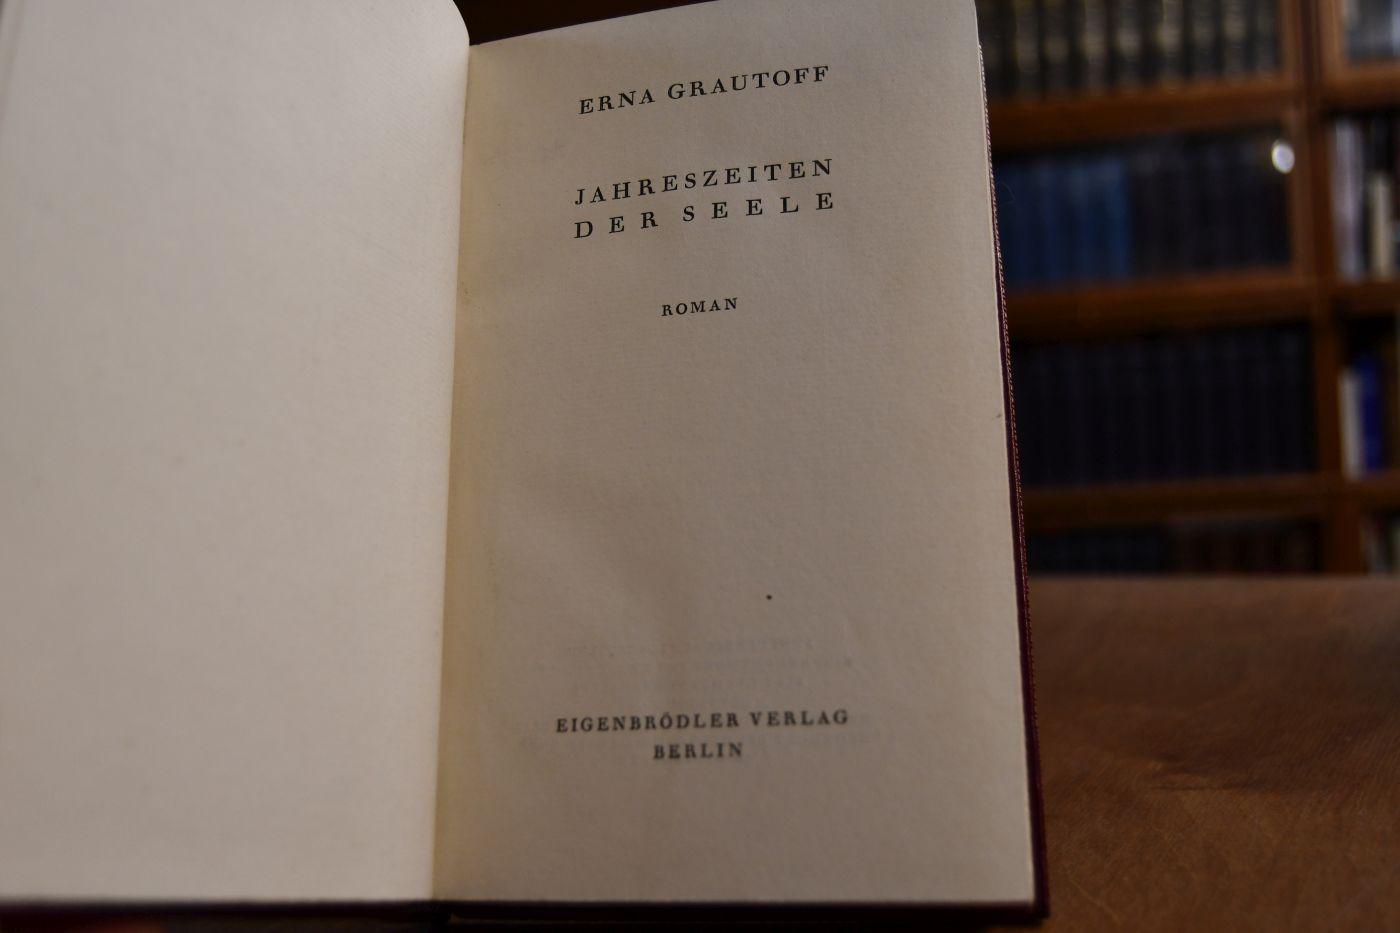 ERNA GRAUTOFF
JAHRESZEITEN
DER SEELE
ROMAN
EIGENBRÖDLER VERLAG
BERLIN